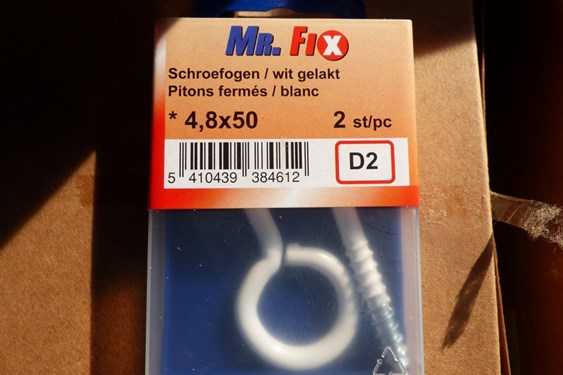 MR. FIX
Schroefogen / wit gelakt
Pitons fermés / blanc
* 4,8x50 2 st/pc
D2
5 410439 384612